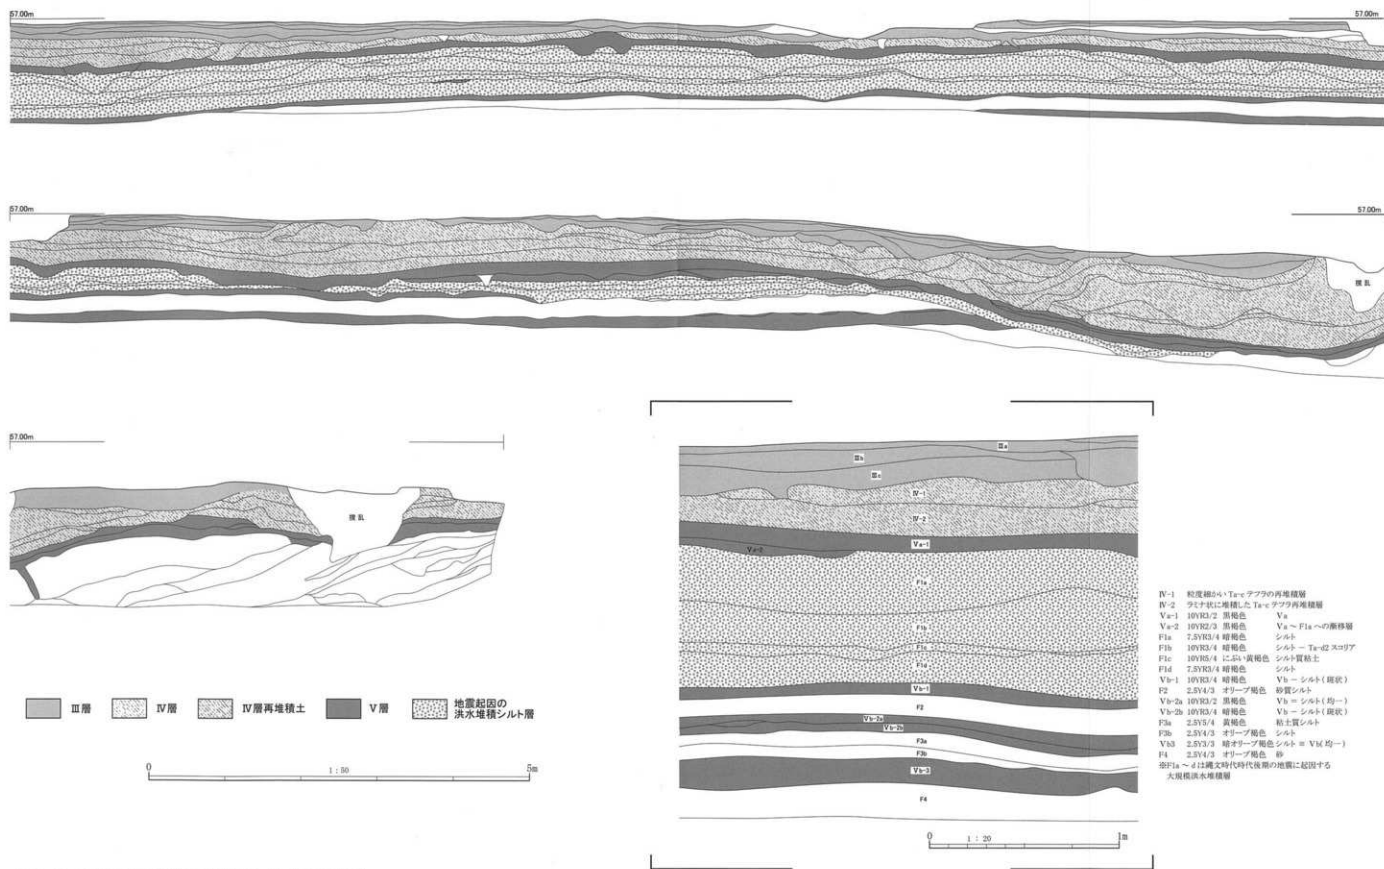 57.00m
57.00m
57.00m
57.00m
撹乱
57.00m
撹乱
Ⅲa
Ⅲb
Ⅲc
Ⅳ-1
Ⅳ-2
Ⅴa-1
Ⅴa-2
F1a
F1b
F1c
F1d
Ⅴb-1
F2
Ⅴb-2a
Ⅴb-2b
F3a
F3b
Ⅴb-3
F4
Ⅲ層
Ⅳ層
Ⅳ層再堆積土
Ⅴ層
地震起因の
洪水堆積シルト層
0 1:50 5m
0 1:20 1m
Ⅳ-1 粒度細かいTa-cテフラの再堆積層
Ⅳ-2 ラミナ状に堆積したTa-cテフラ再堆積層
Ⅴa-1 10YR3/2 黒褐色 Ⅴa
Ⅴa-2 10YR2/3 黒褐色 Ⅴa～F1aへの漸移層
F1a 7.5YR3/4 暗褐色 シルト
F1b 10YR3/4 暗褐色 シルト－Ta-d2スコリア
F1c 10YR5/4 にぶい黄褐色 シルト質粘土
F1d 7.5YR3/4 暗褐色 シルト
Ⅴb-1 10YR3/4 暗褐色 Ⅴb－シルト(斑状)
F2 2.5Y4/3 オリーブ褐色 砂質シルト
Ⅴb-2a 10YR3/2 黒褐色 Ⅴb＝シルト(均一)
Ⅴb-2b 10YR3/4 暗褐色 Ⅴb－シルト(斑状)
F3a 2.5Y5/4 黄褐色 粘土質シルト
F3b 2.5Y4/3 オリーブ褐色 シルト
Ⅴb3 2.5Y3/3 暗オリーブ褐色 シルト＝Ⅴb(均一)
F4 2.5Y4/3 オリーブ褐色 砂
※F1a～dは縄文時代時代後期の地震に起因する
大規模洪水堆積層